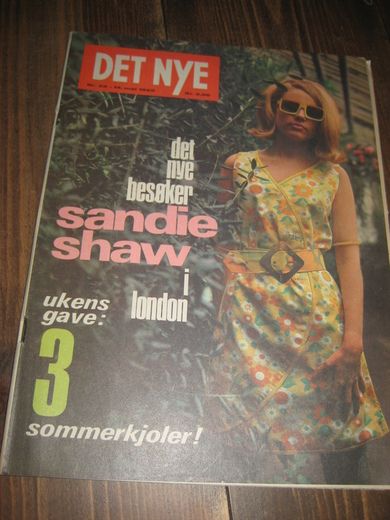 DET NYE
det
nye
besøker
sandie
shaw
i
london
ukens
gave:
3
sommerkjoler!